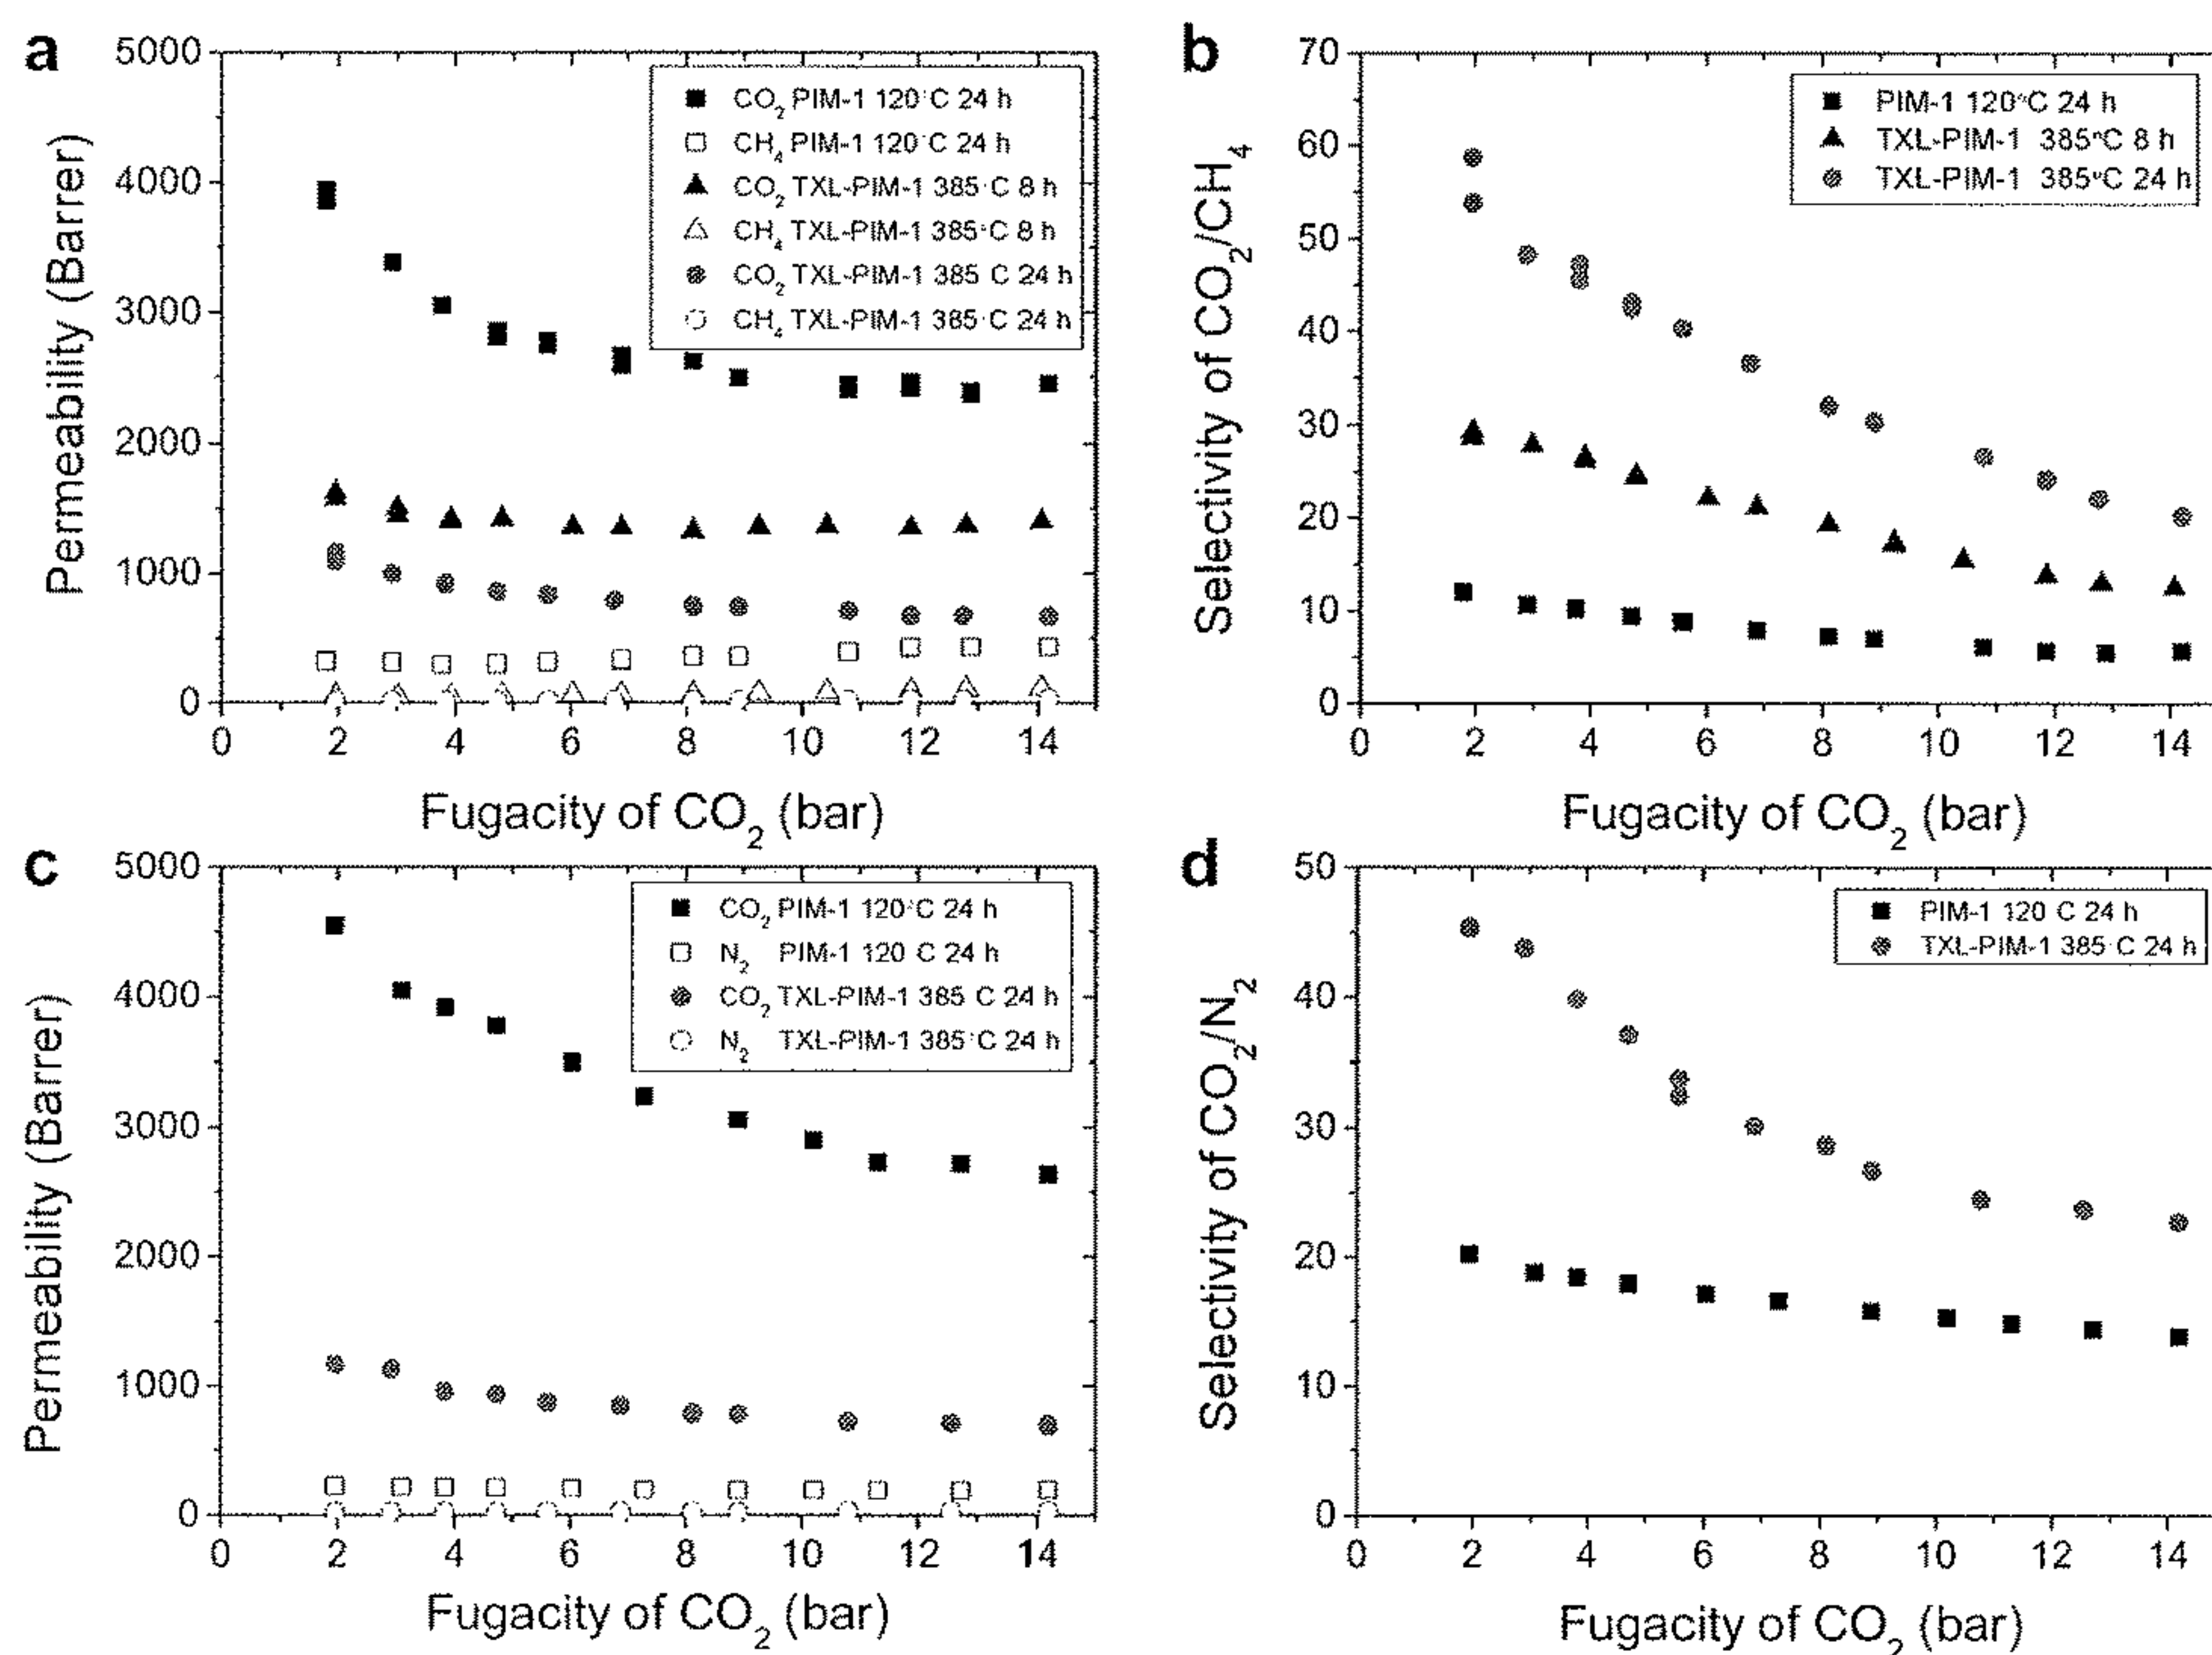 a
5000
4000
3000
2000
1000
0
Permeability (Barrer)
■ CO₂ PIM-1 120°C 24 h
□ CH₄ PIM-1 120°C 24 h
▲ CO₂ TXL-PIM-1 385°C 8 h
△ CH₄ TXL-PIM-1 385°C 8 h
● CO₂ TXL-PIM-1 385 C 24 h
○ CH₄ TXL-PIM-1 385°C 24 h
0 2 4 6 8 10 12 14
Fugacity of CO₂ (bar)
b
70
60
50
40
30
20
10
0
Selectivity of CO₂/CH₄
■ PIM-1 120°C 24 h
▲ TXL-PIM-1 385°C 8 h
● TXL-PIM-1 385°C 24 h
0 2 4 6 8 10 12 14
Fugacity of CO₂ (bar)
c
5000
4000
3000
2000
1000
0
Permeability (Barrer)
■ CO₂ PIM-1 120°C 24 h
□ N₂ PIM-1 120 C 24 h
● CO₂ TXL-PIM-1 385 C 24 h
○ N₂ TXL-PIM-1 385°C 24 h
0 2 4 6 8 10 12 14
Fugacity of CO₂ (bar)
d
50
40
30
20
10
0
Selectivity of CO₂/N₂
■ PIM-1 120 C 24 h
● TXL-PIM-1 385°C 24 h
0 2 4 6 8 10 12 14
Fugacity of CO₂ (bar)